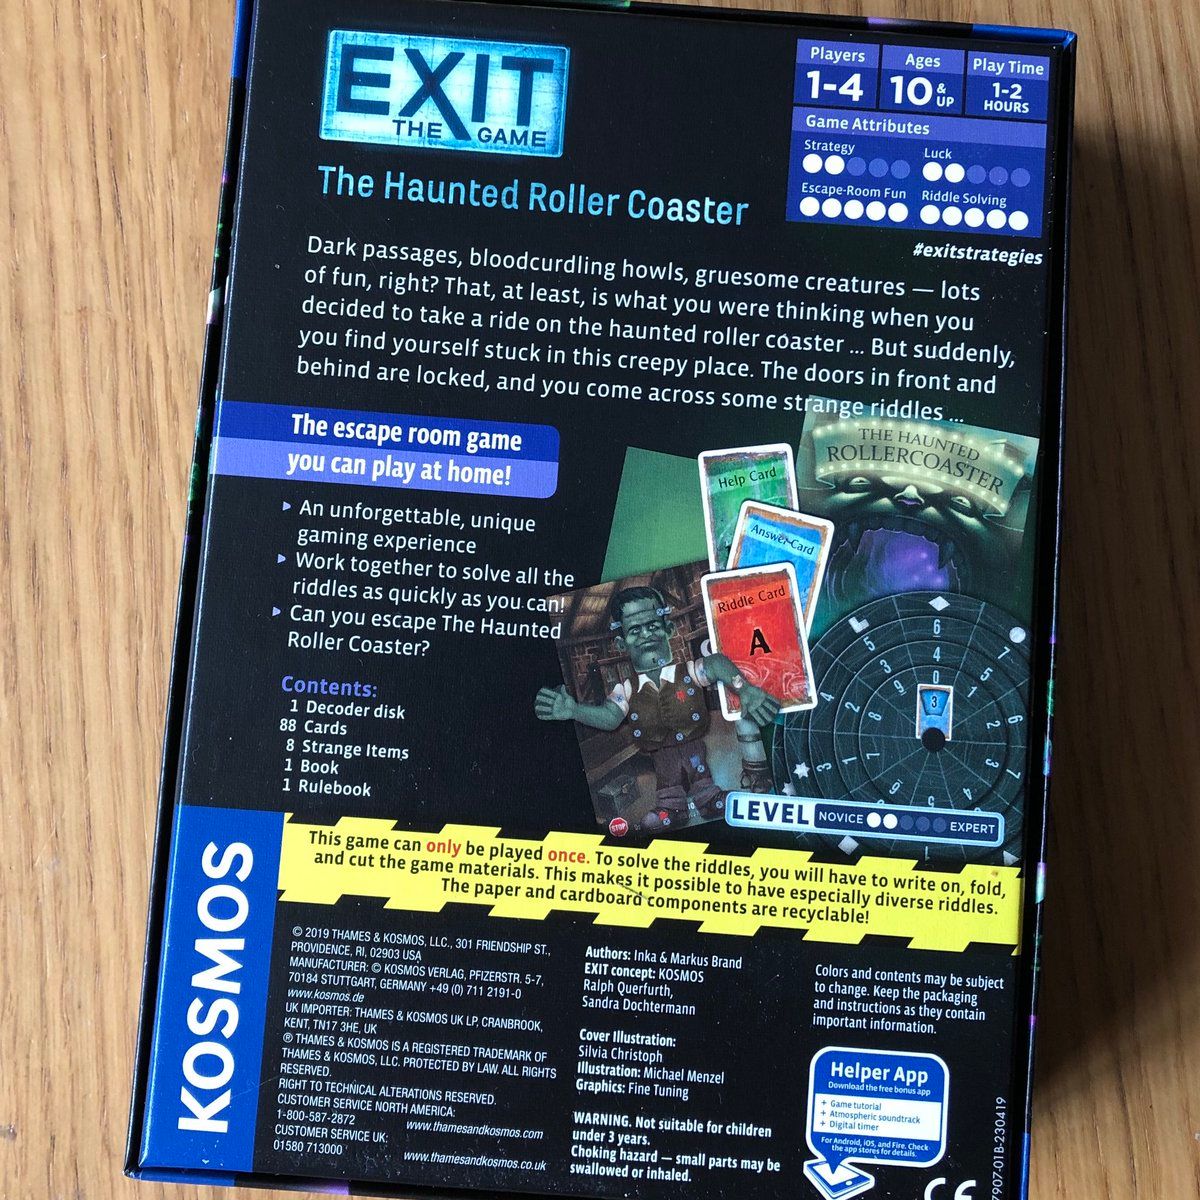 EXIT
THE GAME
The Haunted Roller Coaster
Players
1-4
Ages
10 & UP
Play Time
1-2
HOURS
Game Attributes
Strategy
Luck
Escape-Room Fun
Riddle Solving
#exitstrategies
Dark passages, bloodcurdling howls, gruesome creatures — lots
of fun, right? That, at least, is what you were thinking when you
decided to take a ride on the haunted roller coaster ... But suddenly,
you find yourself stuck in this creepy place. The doors in front and
behind are locked, and you come across some strange riddles ...
The escape room game
you can play at home!
An unforgettable, unique
gaming experience
Work together to solve all the
riddles as quickly as you can!
Can you escape The Haunted
Roller Coaster?
THE HAUNTED
ROLLERCOASTER
Help Card
Answer Card
Riddle Card
A
3
STOP
Contents:
1 Decoder disk
88 Cards
8 Strange Items
1 Book
1 Rulebook
LEVEL NOVICE EXPERT
This game can only be played once. To solve the riddles, you will have to write on, fold,
and cut the game materials. This makes it possible to have especially diverse riddles.
The paper and cardboard components are recyclable!
KOSMOS
© 2019 THAMES & KOSMOS, LLC., 301 FRIENDSHIP ST.,
PROVIDENCE, RI, 02903 USA
MANUFACTURER: © KOSMOS VERLAG, PFIZERSTR. 5-7,
70184 STUTTGART, GERMANY +49 (0) 711 2191-0
www.kosmos.de
UK IMPORTER: THAMES & KOSMOS UK LP, CRANBROOK,
KENT, TN17 3HE, UK
® THAMES & KOSMOS IS A REGISTERED TRADEMARK OF
THAMES & KOSMOS, LLC. PROTECTED BY LAW. ALL RIGHTS
RESERVED.
RIGHT TO TECHNICAL ALTERATIONS RESERVED.
CUSTOMER SERVICE NORTH AMERICA:
1-800-587-2872 www.thamesandkosmos.com
CUSTOMER SERVICE UK:
01580 713000 www.thamesandkosmos.co.uk
Authors: Inka & Markus Brand
EXIT concept: KOSMOS
Ralph Querfurth,
Sandra Dochtermann
Cover Illustration:
Silvia Christoph
Illustration: Michael Menzel
Graphics: Fine Tuning
WARNING. Not suitable for children
under 3 years.
Choking hazard — small parts may be
swallowed or inhaled.
Colors and contents may be subject
to change. Keep the packaging
and instructions as they contain
important information.
Helper App
Download the free bonus app
+ Game tutorial
+ Atmospheric soundtrack
+ Digital timer
For Android, iOS, and Fire. Check
the app stores for details.
CE
907-01B-230419